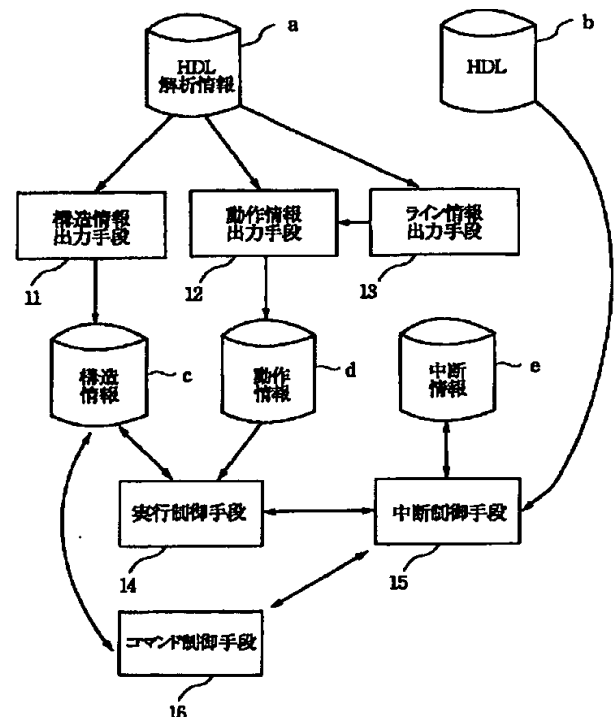 a
HDL
解析情報
b
HDL
構造情報
出力手段
11
動作情報
出力手段
12
ライン情報
出力手段
13
構造
情報
c
動作
情報
d
中断
情報
e
実行制御手段
14
中断制御手段
15
コマンド制御手段
16